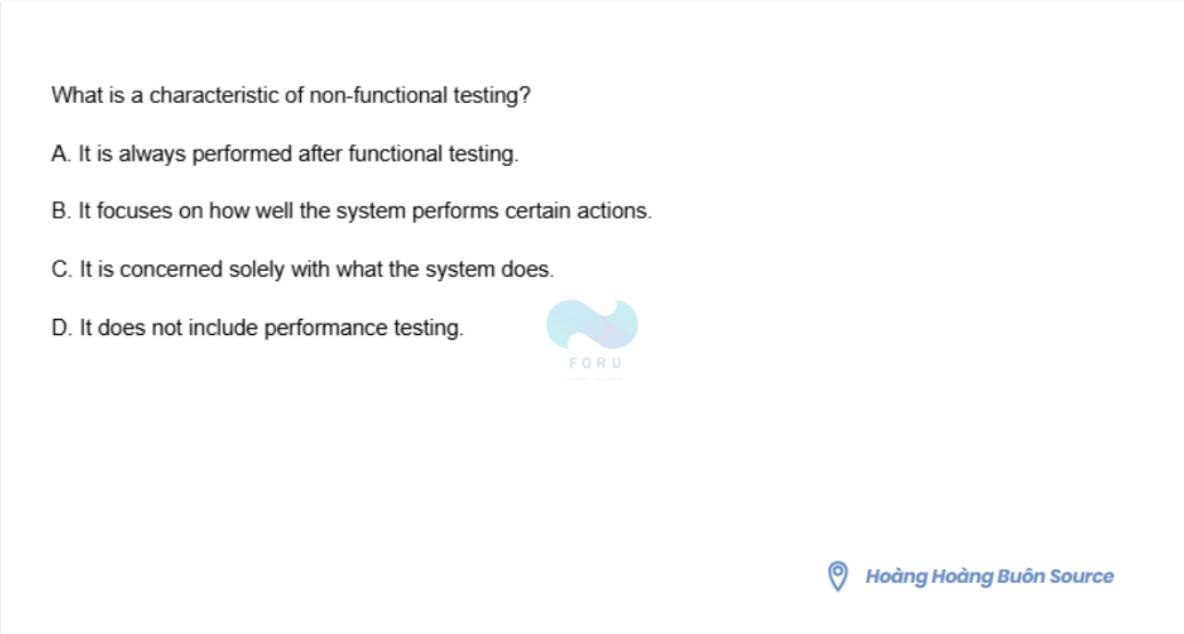 What is a characteristic of non-functional testing?
A. It is always performed after functional testing.
B. It focuses on how well the system performs certain actions.
C. It is concerned solely with what the system does.
D. It does not include performance testing.
FORU
Hoàng Hoàng Buôn Source